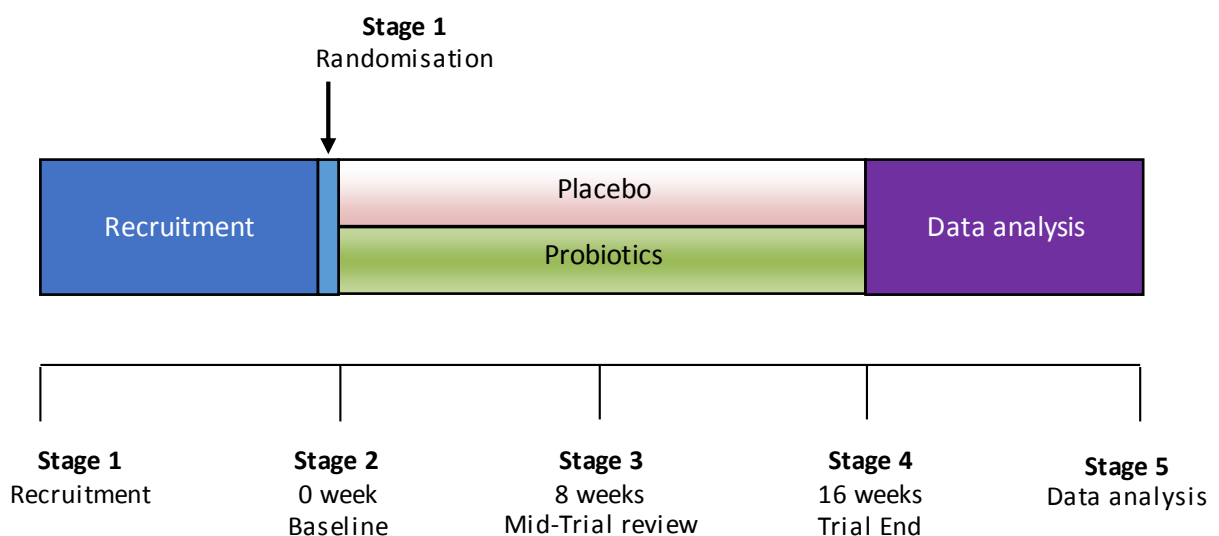 Stage 1
Randomisation
Recruitment
Placebo
Probiotics
Data analysis
Stage 1
Recruitment
Stage 2
0 week
Baseline
Stage 3
8 weeks
Mid-Trial review
Stage 4
16 weeks
Trial End
Stage 5
Data analysis